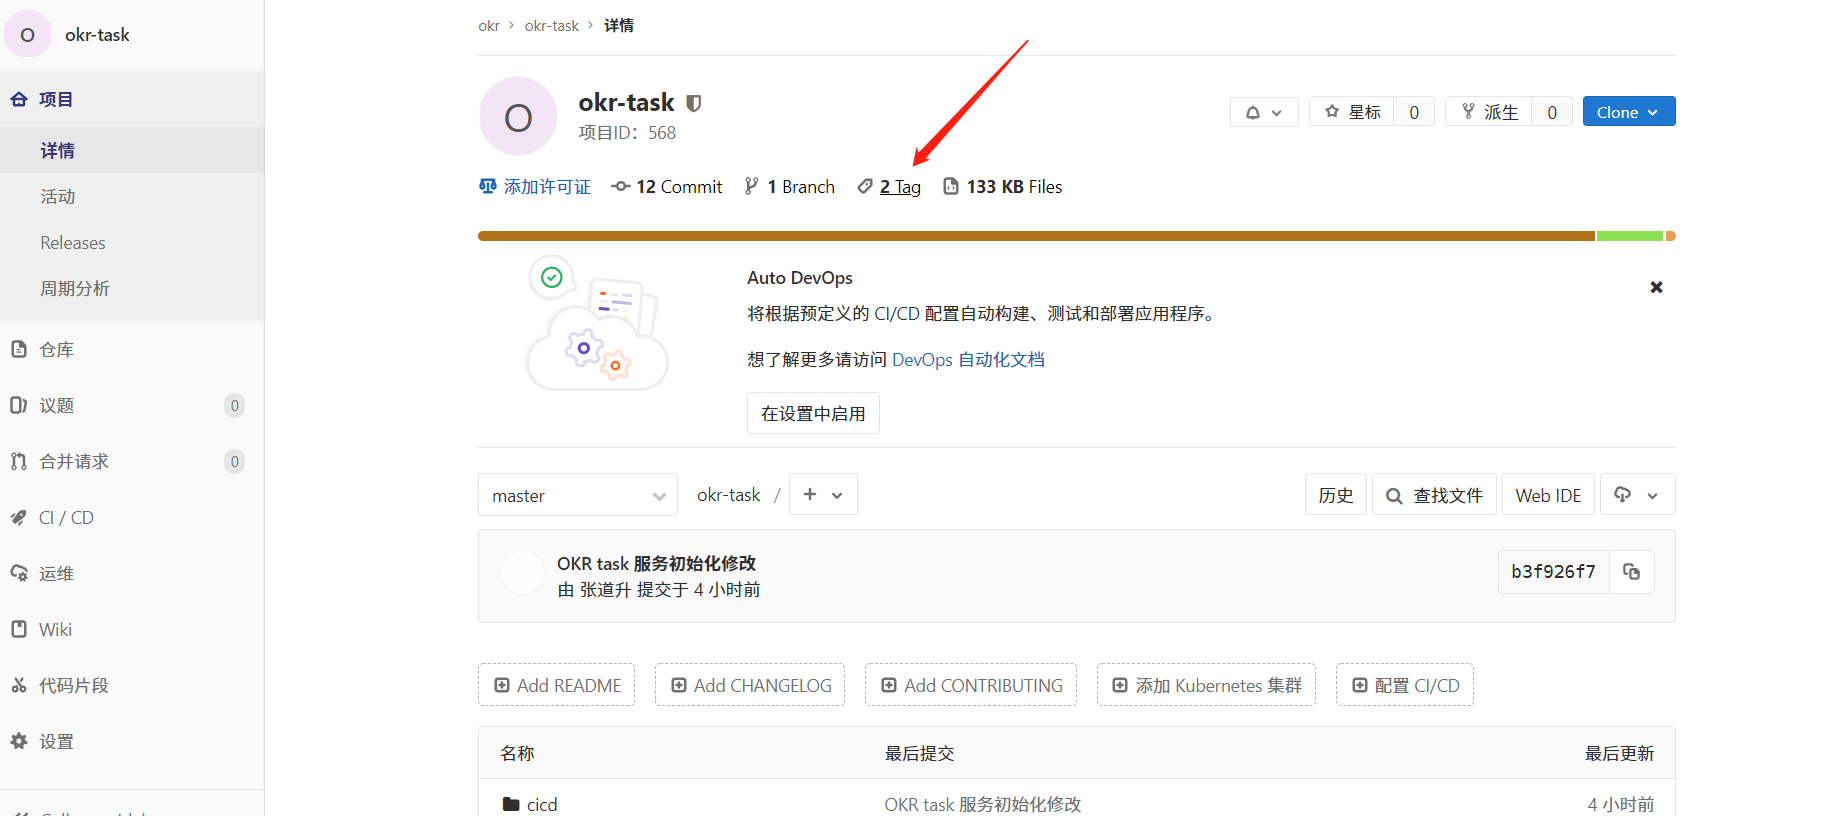 O okr-task
项目
详情
活动
Releases
周期分析
仓库
议题 0
合并请求 0
CI / CD
运维
Wiki
代码片段
设置
okr > okr-task > 详情
O
okr-task
项目ID：568
星标 0 派生 0 Clone
添加许可证 12 Commit 1 Branch 2 Tag 133 KB Files
Auto DevOps
将根据预定义的 CI/CD 配置自动构建、测试和部署应用程序。
想了解更多请访问 DevOps 自动化文档
在设置中启用
master okr-task / + 历史 查找文件 Web IDE
OKR task 服务初始化修改
由 张道升 提交于 4 小时前
b3f926f7
Add README Add CHANGELOG Add CONTRIBUTING 添加 Kubernetes 集群 配置 CI/CD
名称 最后提交 最后更新
cicd OKR task 服务初始化修改 4 小时前